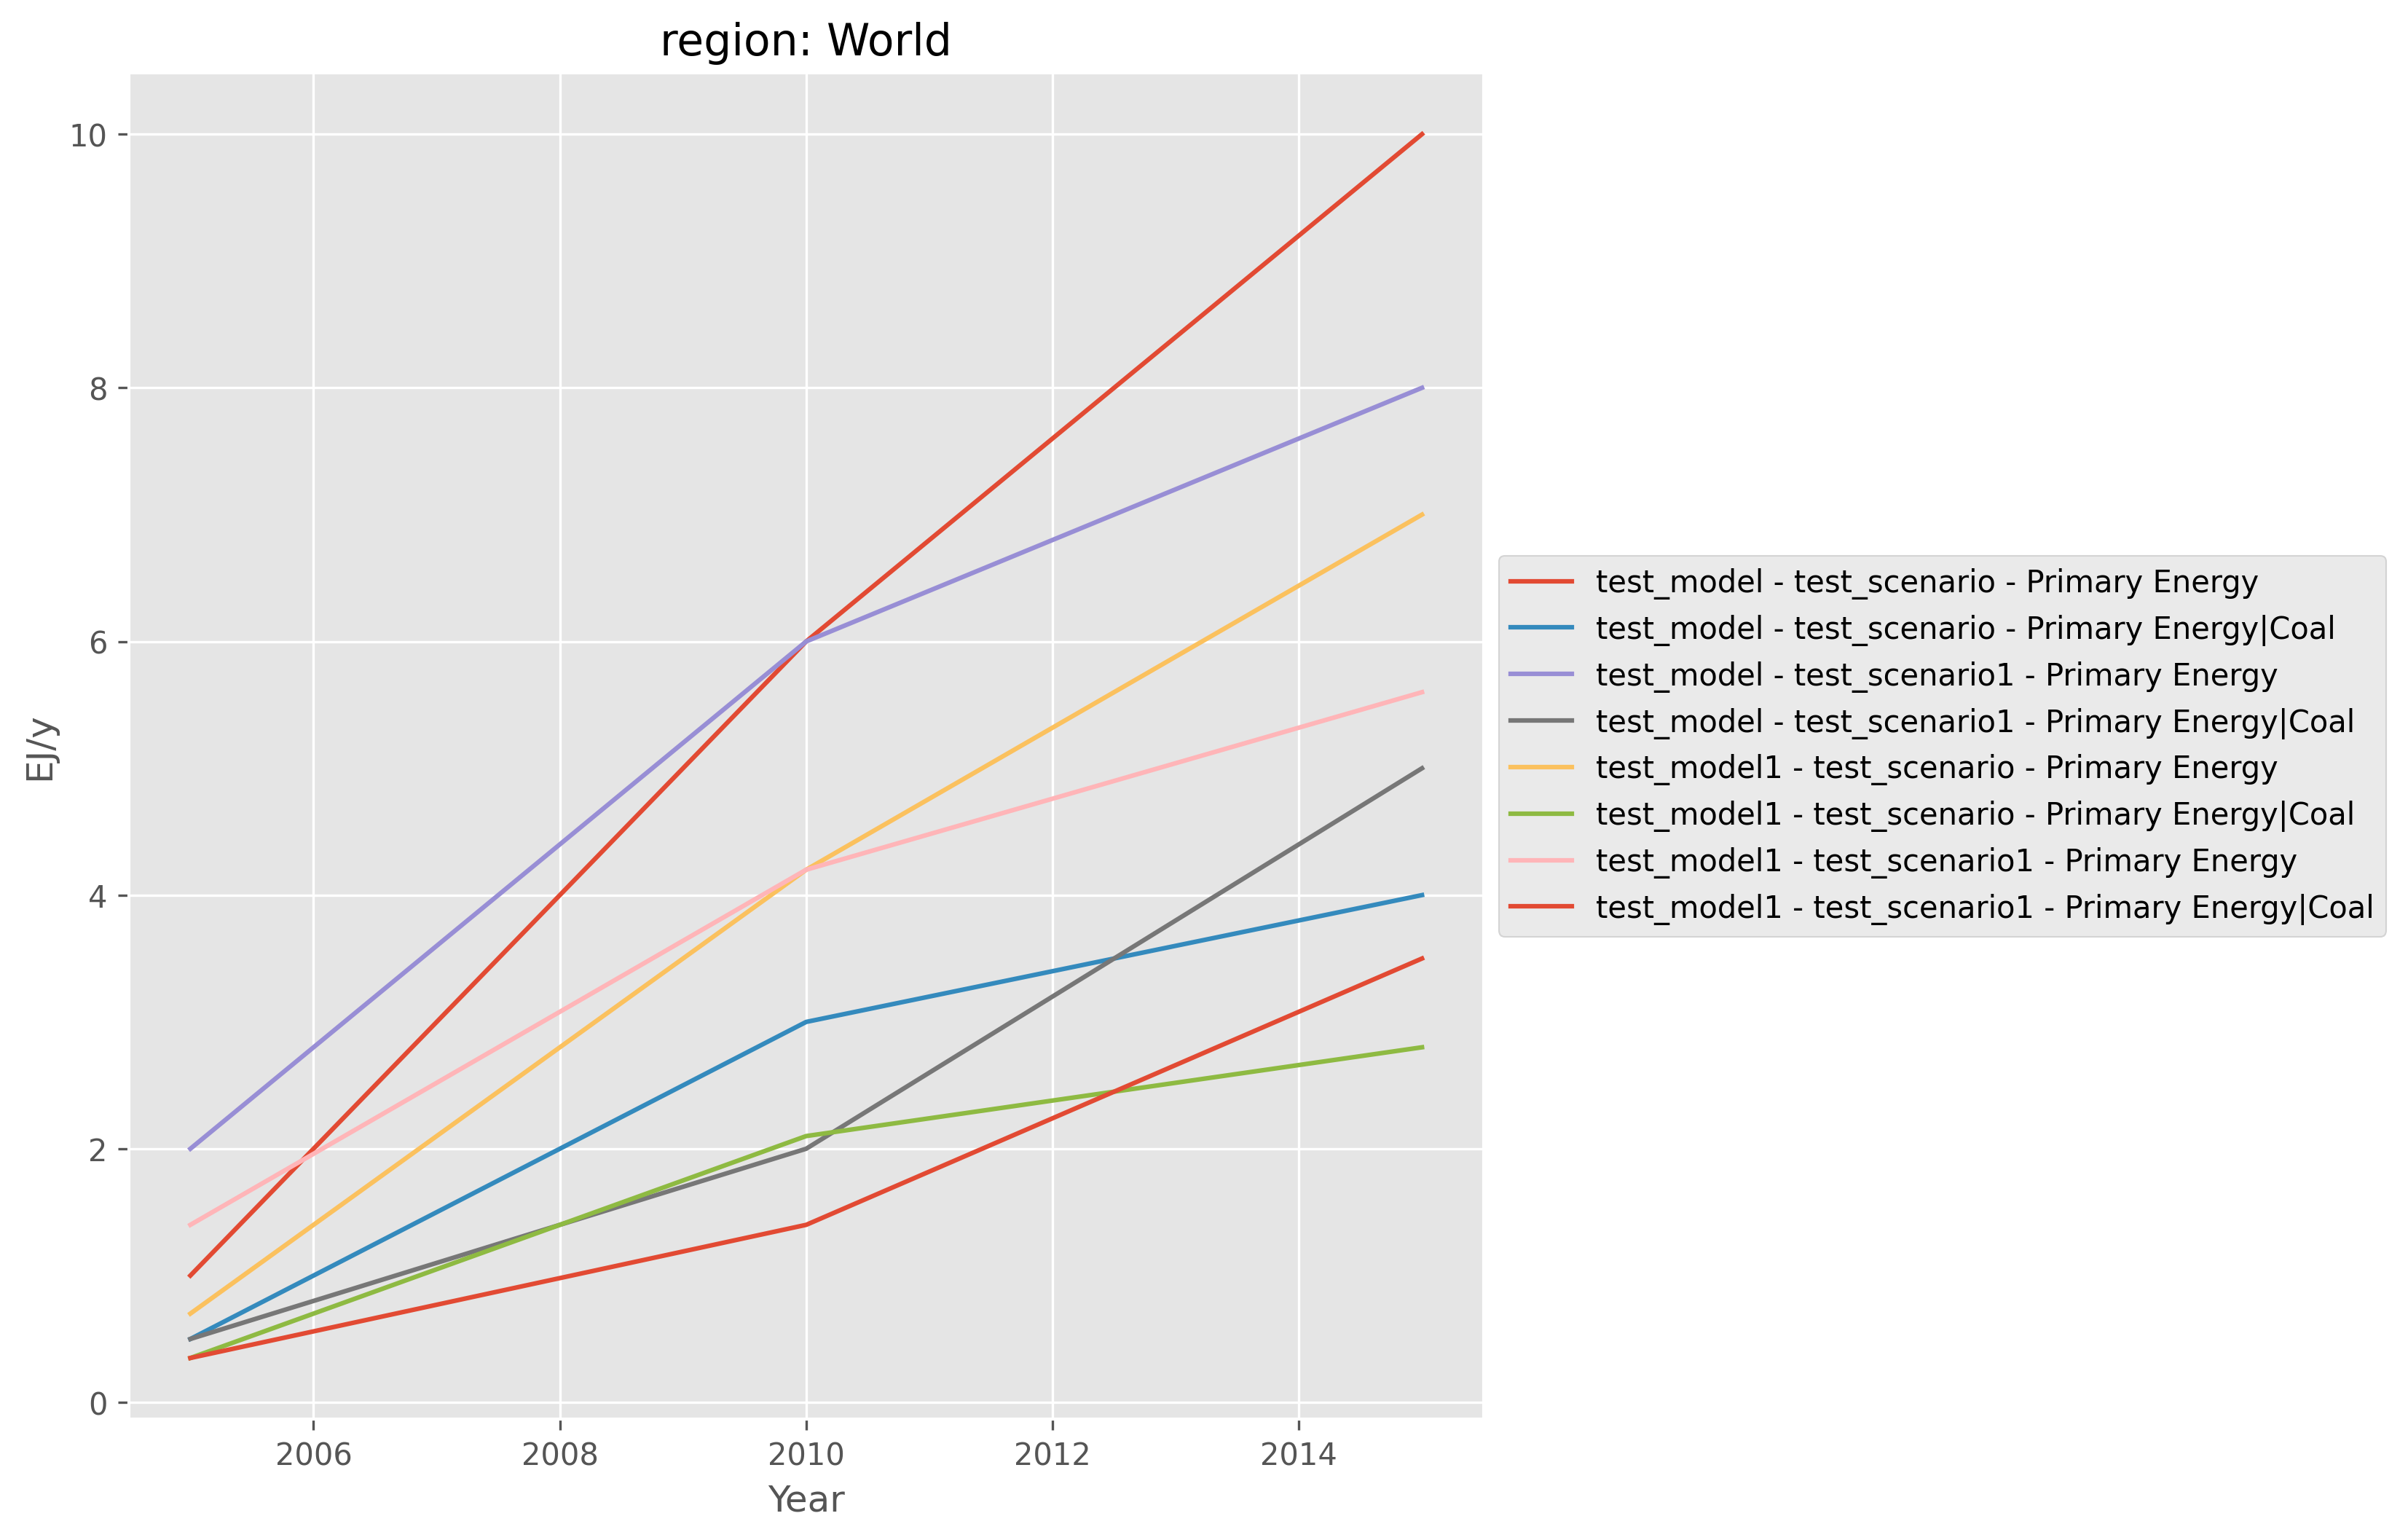 region: World
10
8
6
4
2
0
EJ/y
2006 2008 2010 2012 2014
Year
test_model - test_scenario - Primary Energy
test_model - test_scenario - Primary Energy|Coal
test_model - test_scenario1 - Primary Energy
test_model - test_scenario1 - Primary Energy|Coal
test_model1 - test_scenario - Primary Energy
test_model1 - test_scenario - Primary Energy|Coal
test_model1 - test_scenario1 - Primary Energy
test_model1 - test_scenario1 - Primary Energy|Coal